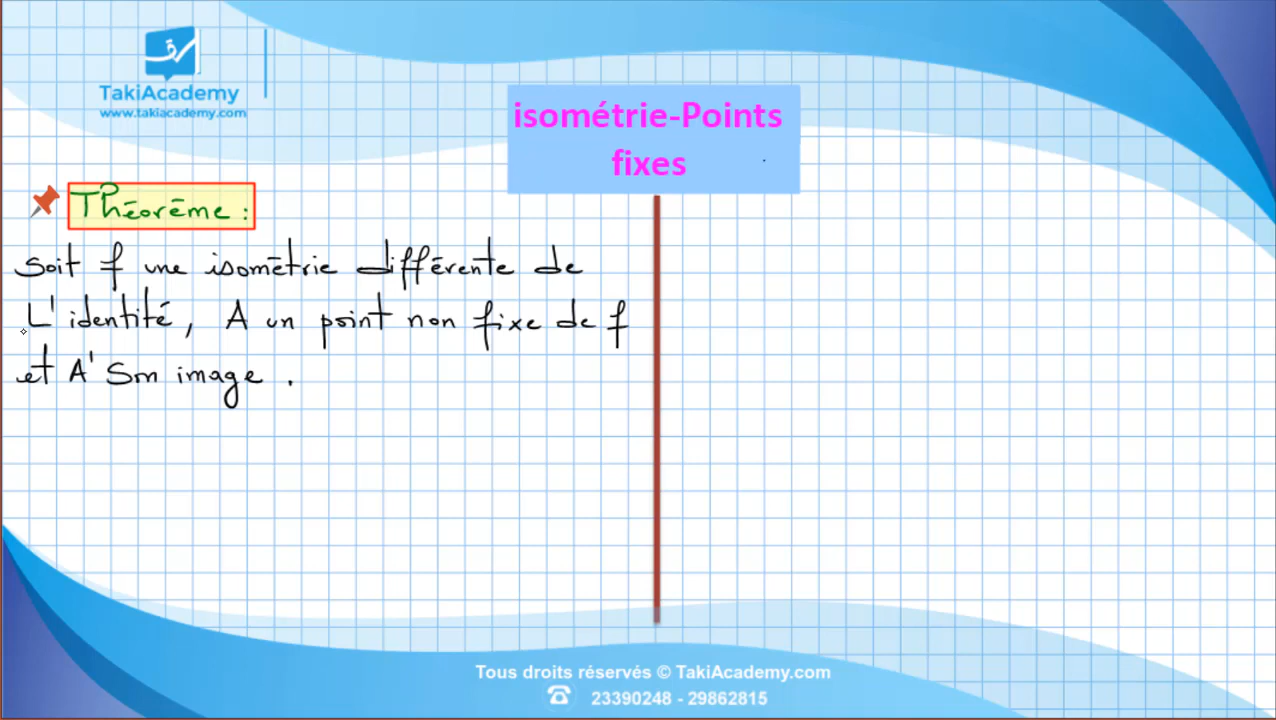 TakiAcademy
www.takiacademy.com
isométrie-Points
fixes
Théorème :
Soit f une isométrie différente de
L'identité, A un point non fixe de f
et A' Son image .
Tous droits réservés © TakiAcademy.com
23390248 - 29862815